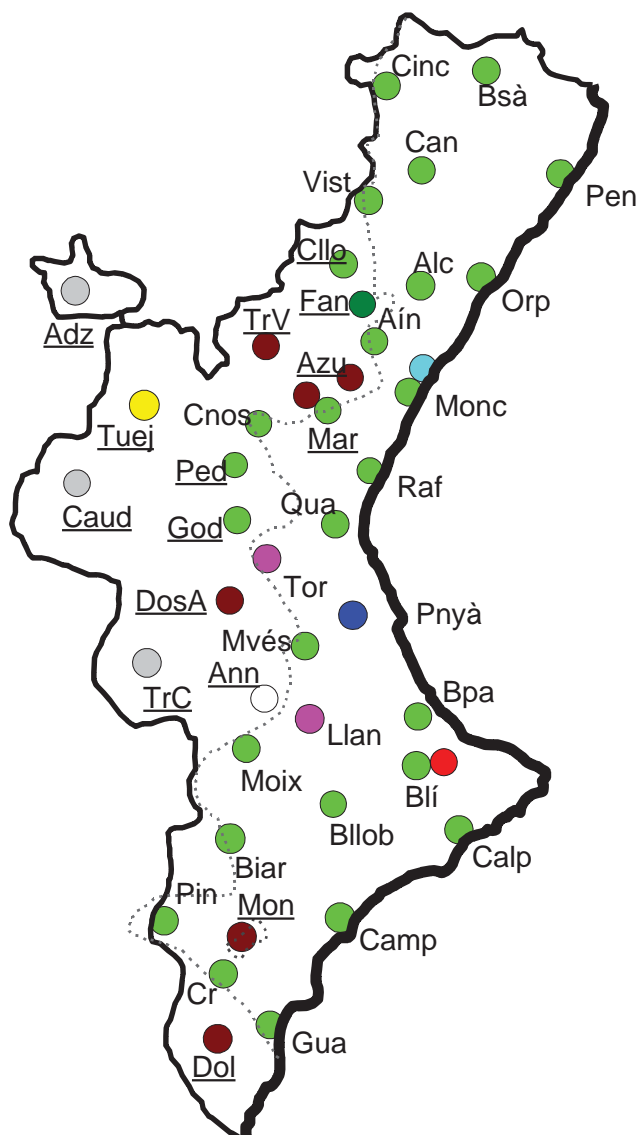 Cinc
Bsà
Can
Vist
Pen
Cllo
Alc
Fan
Orp
Adz
TrV
Aín
Azu
Monc
Tuej
Cnos
Mar
Ped
Raf
Caud
Qua
God
Tor
DosA
Pnyà
Mvés
Ann
TrC
Bpa
Llan
Moix
Blí
Bllob
Calp
Biar
Pin
Mon
Camp
Cr
Gua
Dol